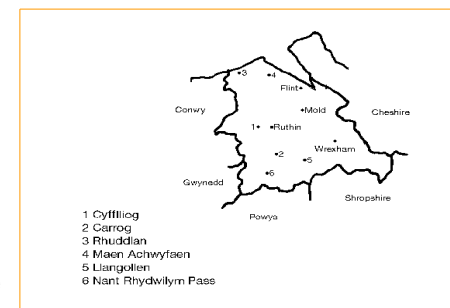 3
4
Flint
Conwy
Mold
Cheshire
1
Ruthin
Wrexham
2
5
Gwynedd
6
Shropshire
Powys
1 Cyffiliog
2 Carrog
3 Rhuddlan
4 Maen Achwyfaen
5 Llangollen
6 Nant Rhydwilym Pass